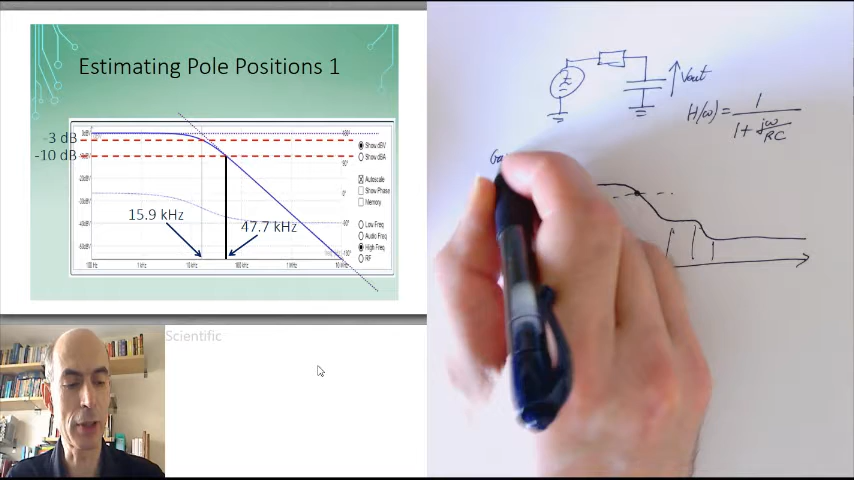 Estimating Pole Positions 1
-3 dB
-10 dB
Show dBV
Show dBA
Autoscale
Show Phase
Memory
15.9 kHz
47.7 kHz
Low Freq
Audio Freq
High Freq
RF
Scientific
Vout
H(ω) = 1
1 + jω
RC